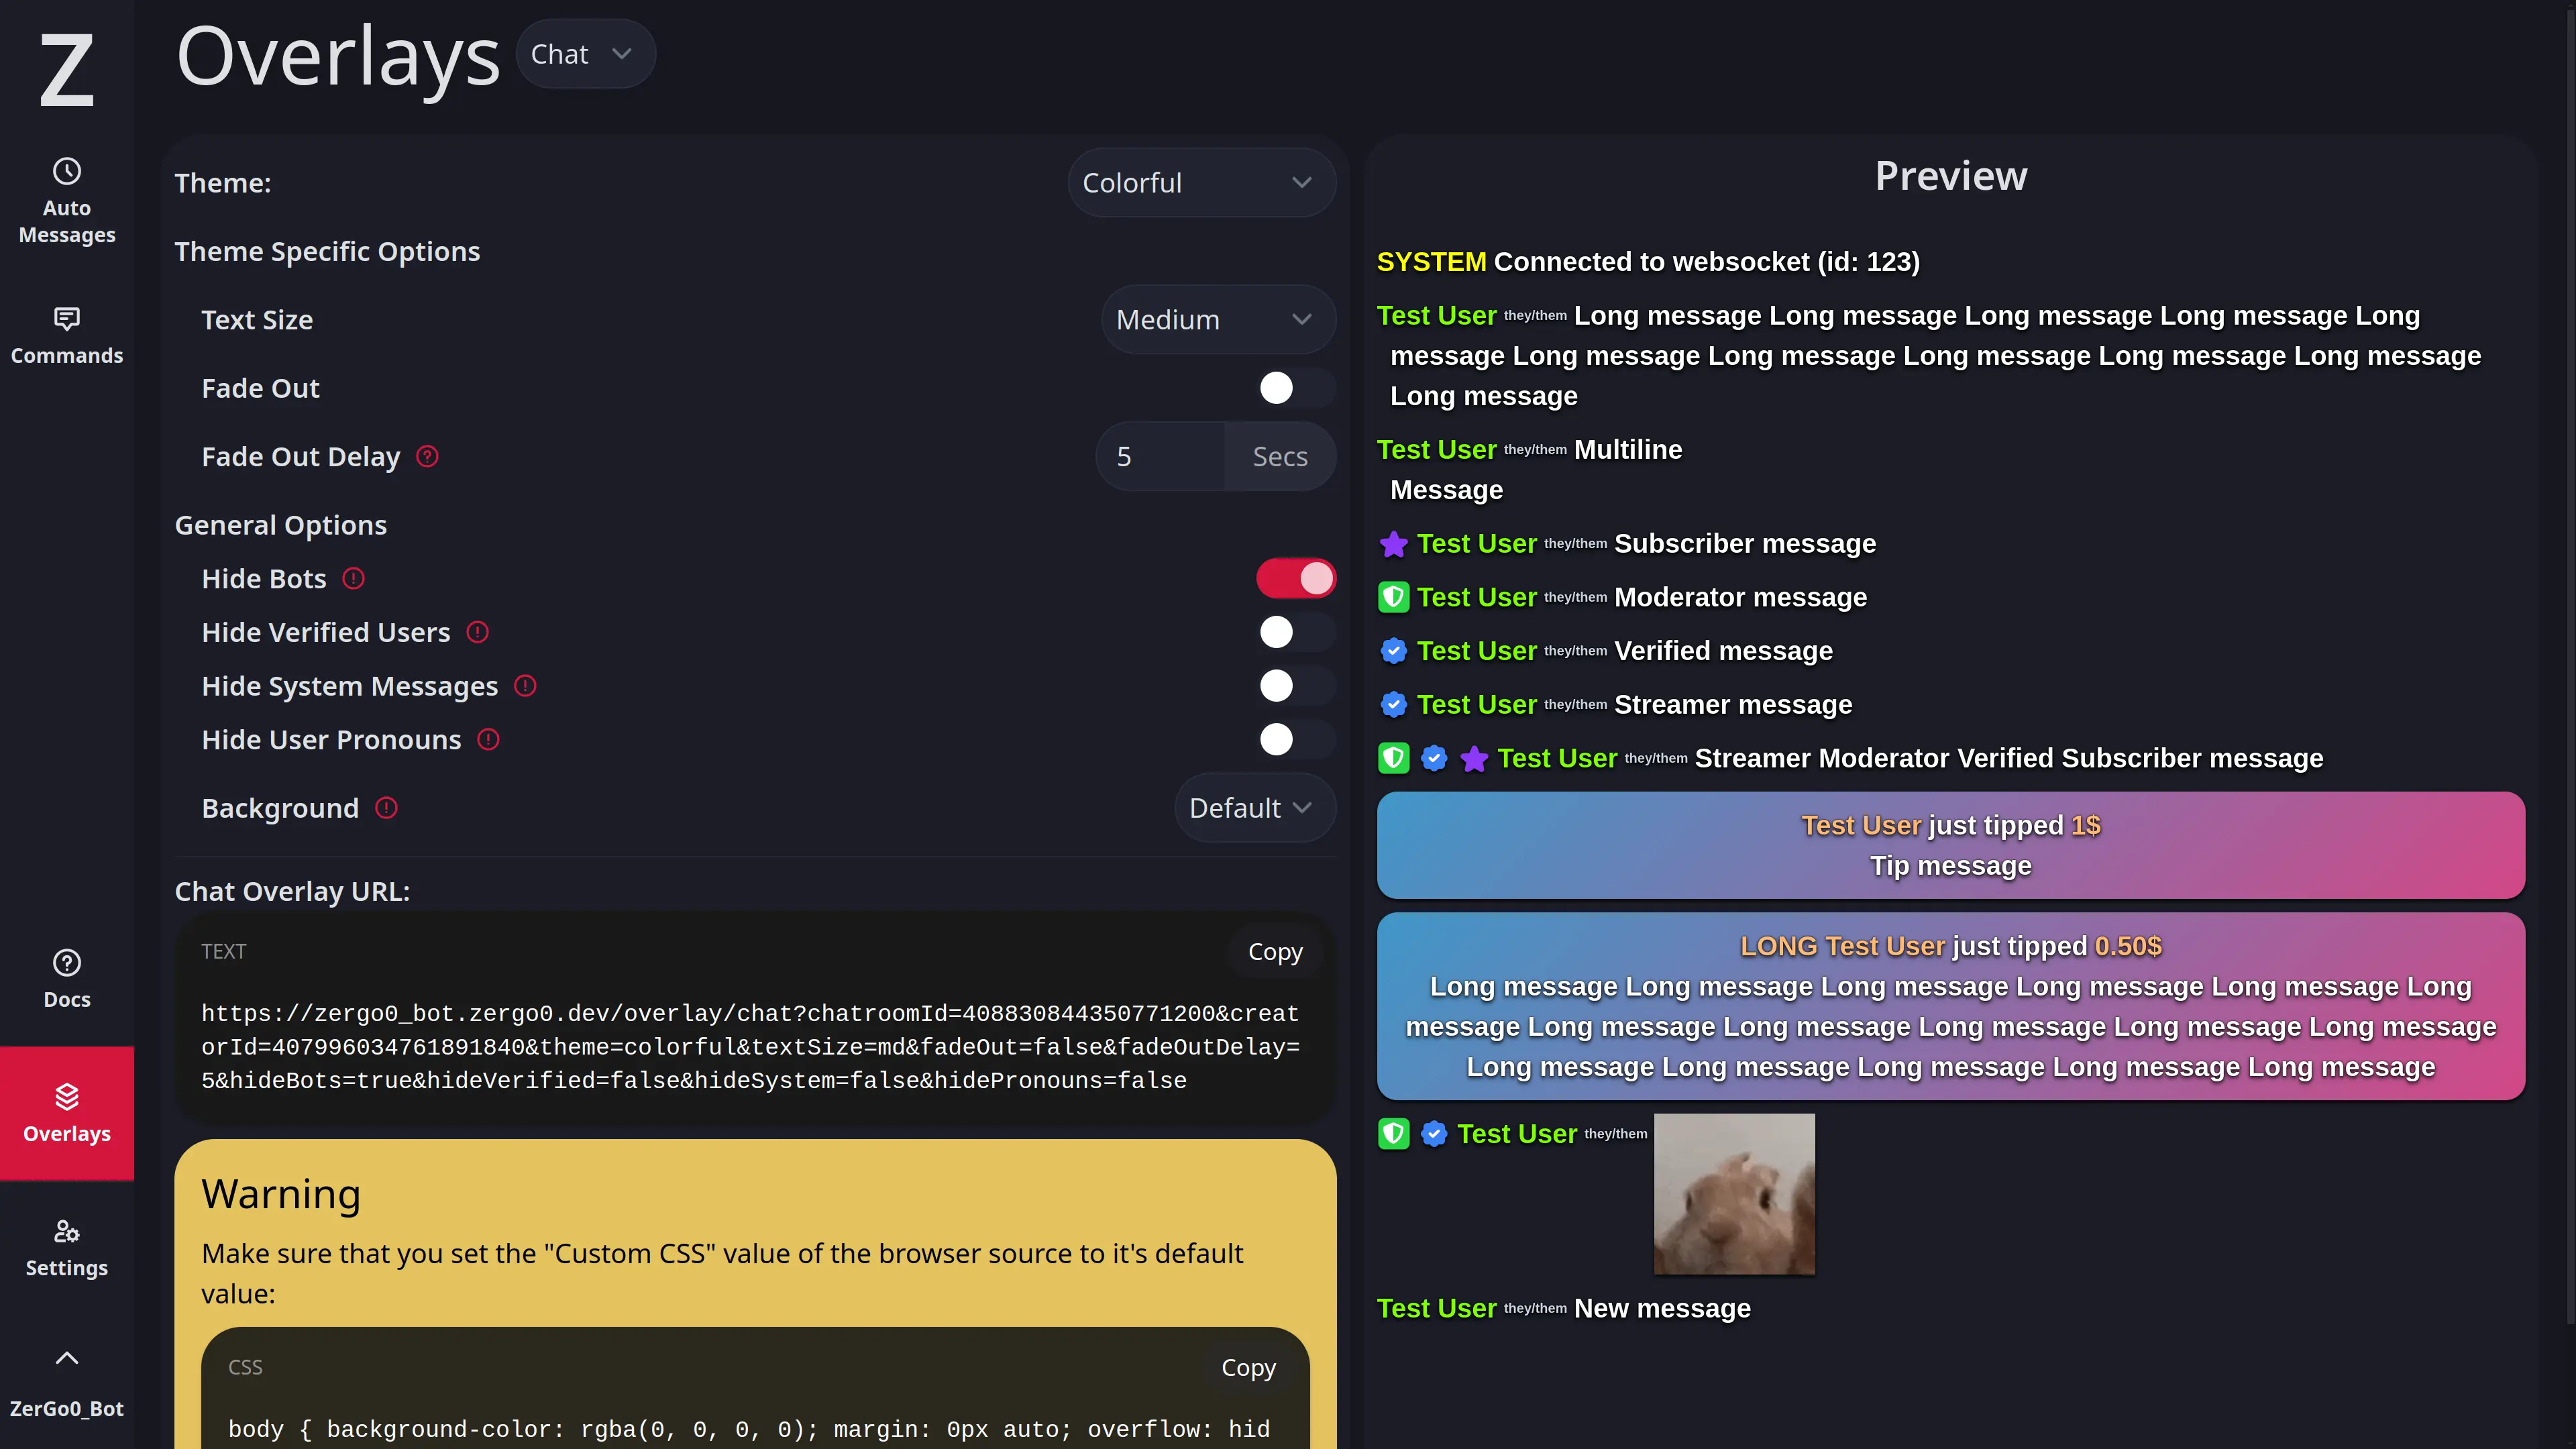 Z
Auto
Messages
Commands
Docs
Overlays
Settings
ZerGo0_Bot
Overlays
Chat
Theme:
Colorful
Theme Specific Options
Text Size
Medium
Fade Out
Fade Out Delay
5
Secs
General Options
Hide Bots
Hide Verified Users
Hide System Messages
Hide User Pronouns
Background
Default
Chat Overlay URL:
TEXT
Copy
https://zergo0_bot.zergo0.dev/overlay/chat?chatroomId=408830844350771200&creat
orId=407996034761891840&theme=colorful&textSize=md&fadeOut=false&fadeOutDelay=
5&hideBots=true&hideVerified=false&hideSystem=false&hidePronouns=false
Warning
Make sure that you set the "Custom CSS" value of the browser source to it's default
value:
CSS
Copy
body { background-color: rgba(0, 0, 0, 0); margin: 0px auto; overflow: hid
Preview
SYSTEM Connected to websocket (id: 123)
Test User they/them Long message Long message Long message Long message Long
message Long message Long message Long message Long message Long message
Long message
Test User they/them Multiline
Message
Test User they/them Subscriber message
Test User they/them Moderator message
Test User they/them Verified message
Test User they/them Streamer message
Test User they/them Streamer Moderator Verified Subscriber message
Test User just tipped 1$
Tip message
LONG Test User just tipped 0.50$
Long message Long message Long message Long message Long message Long
message Long message Long message Long message Long message Long message
Long message Long message Long message Long message Long message
Test User they/them
Test User they/them New message